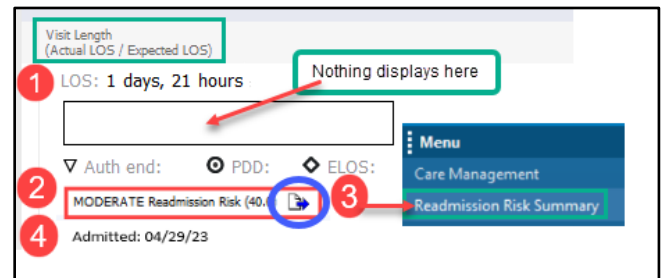 Visit Length
(Actual LOS / Expected LOS)
1 LOS: 1 days, 21 hours
Nothing displays here
Auth end: PDD: ELOS:
2 MODERATE Readmission Risk (40.
3
4 Admitted: 04/29/23
Menu
Care Management
Readmission Risk Summary